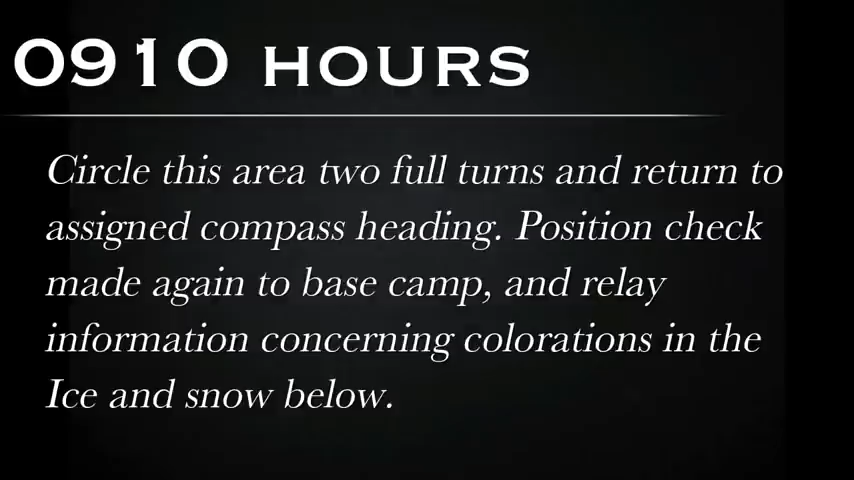 0910 HOURS
Circle this area two full turns and return to
assigned compass heading. Position check
made again to base camp, and relay
information concerning colorations in the
Ice and snow below.